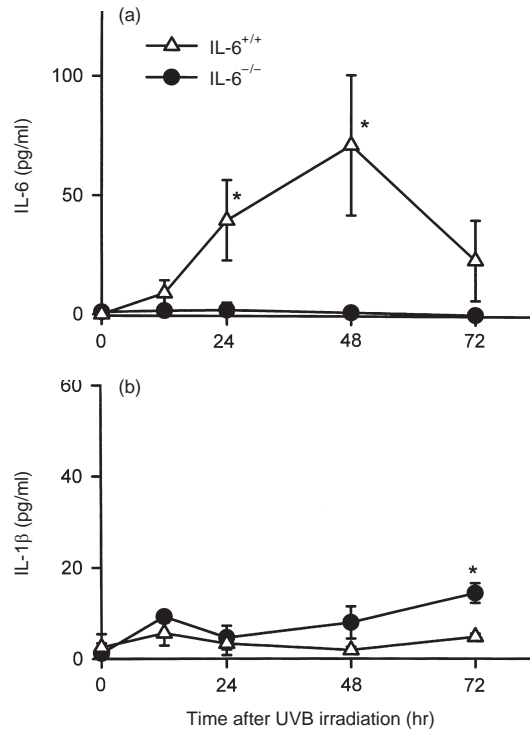 (a)
IL-6+/+
IL-6−/−
100
50
0
IL-6 (pg/ml)
*
*
0 24 48 72
(b)
60
40
20
0
IL-1β (pg/ml)
*
0 24 48 72
Time after UVB irradiation (hr)